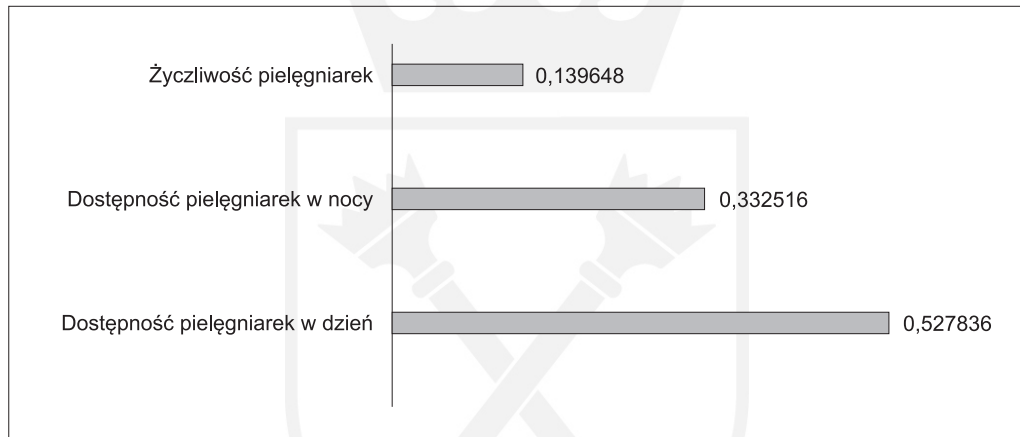 Życzliwość pielęgniarek 0,139648
Dostępność pielęgniarek w nocy 0,332516
Dostępność pielęgniarek w dzień 0,527836